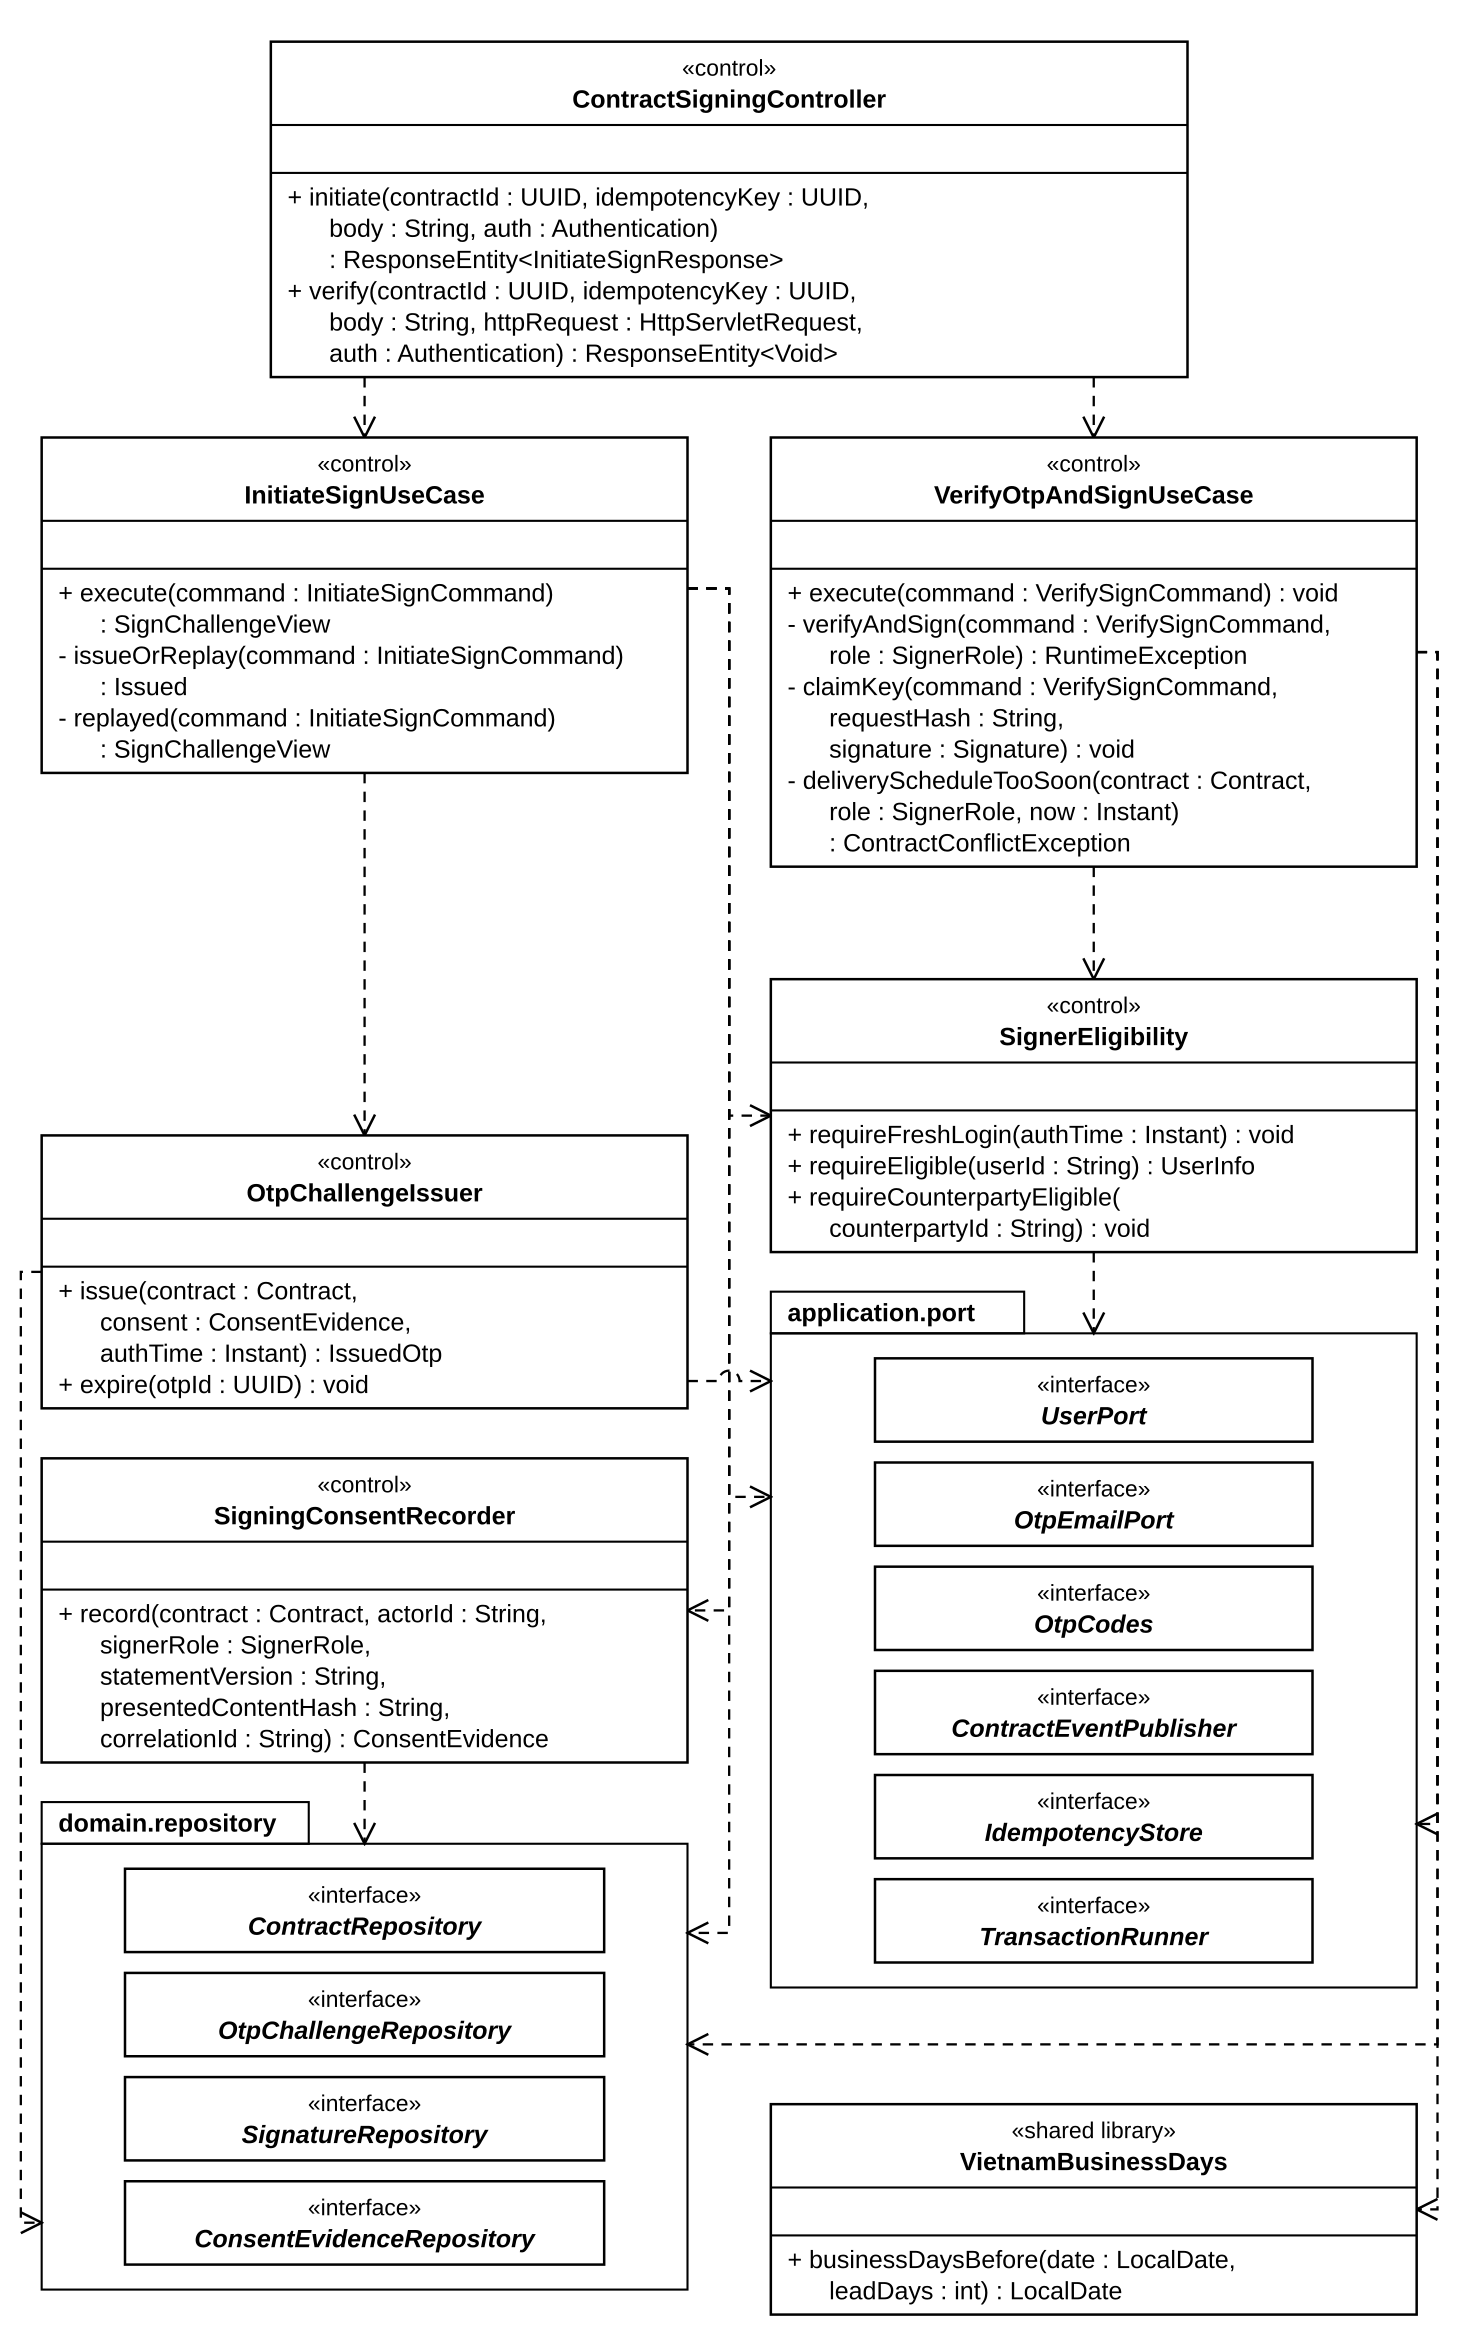 «control»
ContractSigningController
+ initiate(contractId : UUID, idempotencyKey : UUID,
body : String, auth : Authentication)
: ResponseEntity<InitiateSignResponse>
+ verify(contractId : UUID, idempotencyKey : UUID,
body : String, httpRequest : HttpServletRequest,
auth : Authentication) : ResponseEntity<Void>
«control»
InitiateSignUseCase
+ execute(command : InitiateSignCommand)
: SignChallengeView
- issueOrReplay(command : InitiateSignCommand)
: Issued
- replayed(command : InitiateSignCommand)
: SignChallengeView
«control»
VerifyOtpAndSignUseCase
+ execute(command : VerifySignCommand) : void
- verifyAndSign(command : VerifySignCommand,
role : SignerRole) : RuntimeException
- claimKey(command : VerifySignCommand,
requestHash : String,
signature : Signature) : void
- deliveryScheduleTooSoon(contract : Contract,
role : SignerRole, now : Instant)
: ContractConflictException
«control»
SignerEligibility
+ requireFreshLogin(authTime : Instant) : void
+ requireEligible(userId : String) : UserInfo
+ requireCounterpartyEligible(
counterpartyId : String) : void
«control»
OtpChallengeIssuer
+ issue(contract : Contract,
consent : ConsentEvidence,
authTime : Instant) : IssuedOtp
+ expire(otpId : UUID) : void
application.port
«interface»
UserPort
«interface»
OtpEmailPort
«interface»
OtpCodes
«interface»
ContractEventPublisher
«interface»
IdempotencyStore
«interface»
TransactionRunner
«control»
SigningConsentRecorder
+ record(contract : Contract, actorId : String,
signerRole : SignerRole,
statementVersion : String,
presentedContentHash : String,
correlationId : String) : ConsentEvidence
domain.repository
«interface»
ContractRepository
«interface»
OtpChallengeRepository
«interface»
SignatureRepository
«interface»
ConsentEvidenceRepository
«shared library»
VietnamBusinessDays
+ businessDaysBefore(date : LocalDate,
leadDays : int) : LocalDate